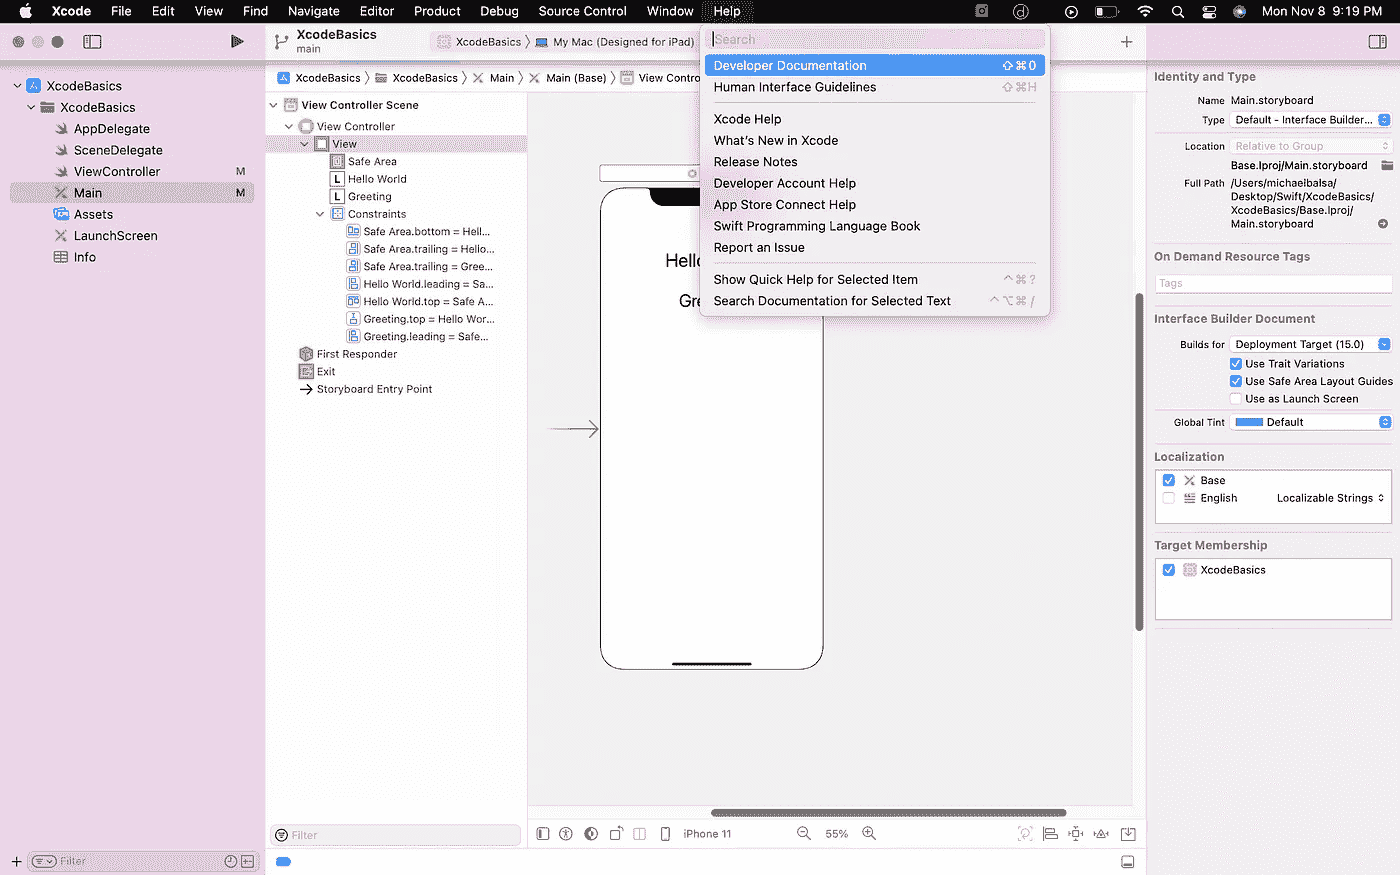 Xcode File Edit View Find Navigate Editor Product Debug Source Control Window Help Mon Nov 8 9:19 PM
XcodeBasics
main
XcodeBasics My Mac (Designed for iPad)
XcodeBasics
XcodeBasics
AppDelegate
SceneDelegate
ViewController M
Main M
Assets
LaunchScreen
Info
Filter
XcodeBasics XcodeBasics Main Main (Base) View Contro
View Controller Scene
View Controller
View
Safe Area
L Hello World
L Greeting
Constraints
Safe Area.bottom = Hell...
Safe Area.trailing = Hello...
Safe Area.trailing = Gree...
Hello World.leading = Sa...
Hello World.top = Safe A...
Greeting.top = Hello Wor...
Greeting.leading = Safe...
First Responder
Exit
Storyboard Entry Point
Filter
Hello
Gre
Search
Developer Documentation ⇧⌘0
Human Interface Guidelines ⇧⌘H
Xcode Help
What's New in Xcode
Release Notes
Developer Account Help
App Store Connect Help
Swift Programming Language Book
Report an Issue
Show Quick Help for Selected Item ^⌘?
Search Documentation for Selected Text ^⌥⌘/
iPhone 11 55%
Identity and Type
Name Main.storyboard
Type Default - Interface Builder...
Location Relative to Group
Base.lproj/Main.storyboard
Full Path /Users/michaelbalsa/
Desktop/Swift/XcodeBasics/
XcodeBasics/Base.lproj/
Main.storyboard
On Demand Resource Tags
Tags
Interface Builder Document
Builds for Deployment Target (15.0)
Use Trait Variations
Use Safe Area Layout Guides
Use as Launch Screen
Global Tint Default
Localization
Base
English Localizable Strings
Target Membership
XcodeBasics